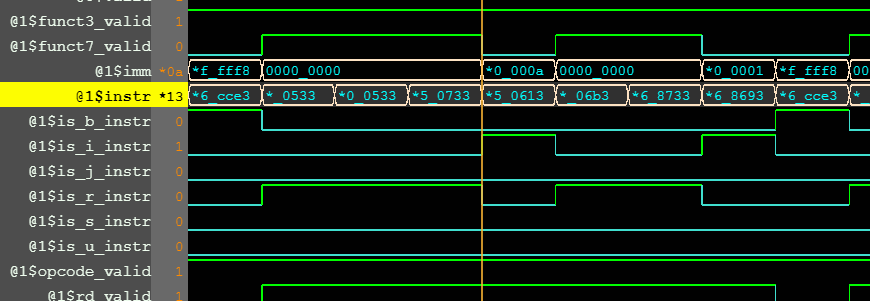 @1$funct3_valid 1
@1$funct7_valid 0
@1$imm *0a *f_fff8 0000_0000 *0_000a 0000_0000 *0_0001 *f_fff8 00
@1$instr *13 *6_cce3 *_0533 *0_0533 *5_0733 *5_0613 *_06b3 *6_8733 *6_8693 *6_cce3 *_
@1$is_b_instr 0
@1$is_i_instr 1
@1$is_j_instr 0
@1$is_r_instr 0
@1$is_s_instr 0
@1$is_u_instr 0
@1$opcode_valid 1
@1$rd_valid 1